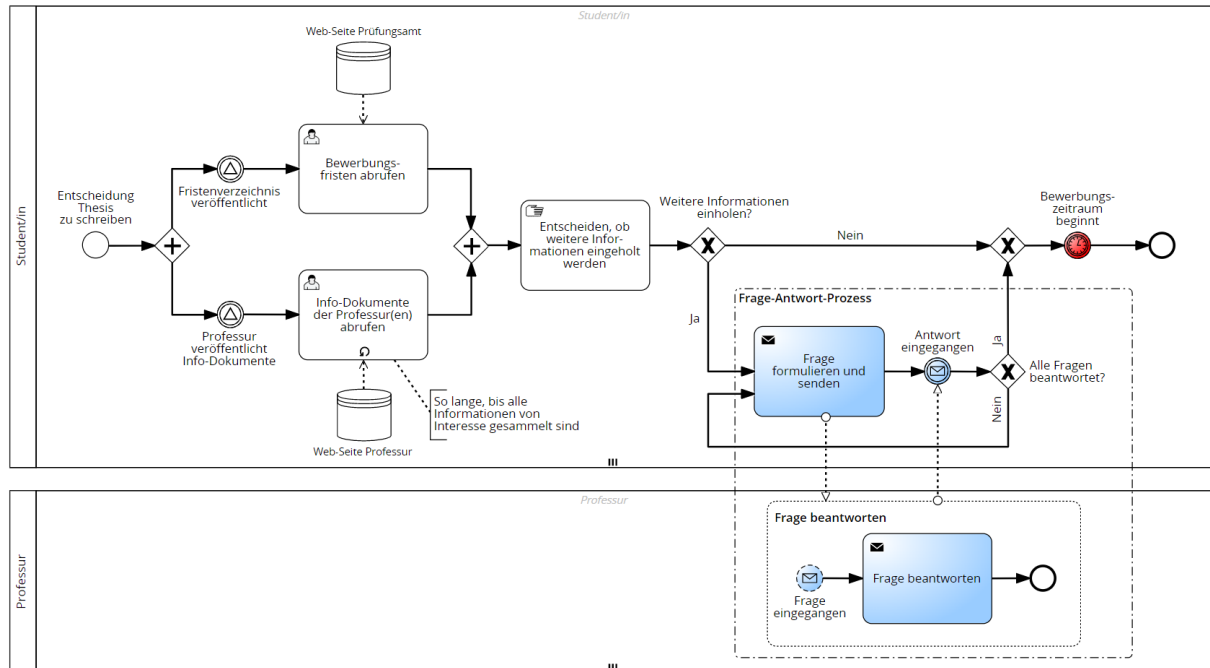 Student/in
Student/in
Web-Seite Prüfungsamt
Bewerbungs-
fristen abrufen
Fristenverzeichnis
veröffentlicht
Entscheidung
Thesis
zu schreiben
Professur
veröffentlicht
Info-Dokumente
Info-Dokumente
der Professur(en)
abrufen
So lange, bis alle
Informationen von
Interesse gesammelt sind
Web-Seite Professur
Entscheiden, ob
weitere Infor-
mationen eingeholt
werden
Weitere Informationen
einholen?
Nein
Ja
Bewerbungs-
zeitraum
beginnt
Frage-Antwort-Prozess
Frage
formulieren und
senden
Antwort
eingegangen
Ja
Alle Fragen
beantwortet?
Nein
Professur
Professur
Frage beantworten
Frage
eingegangen
Frage beantworten